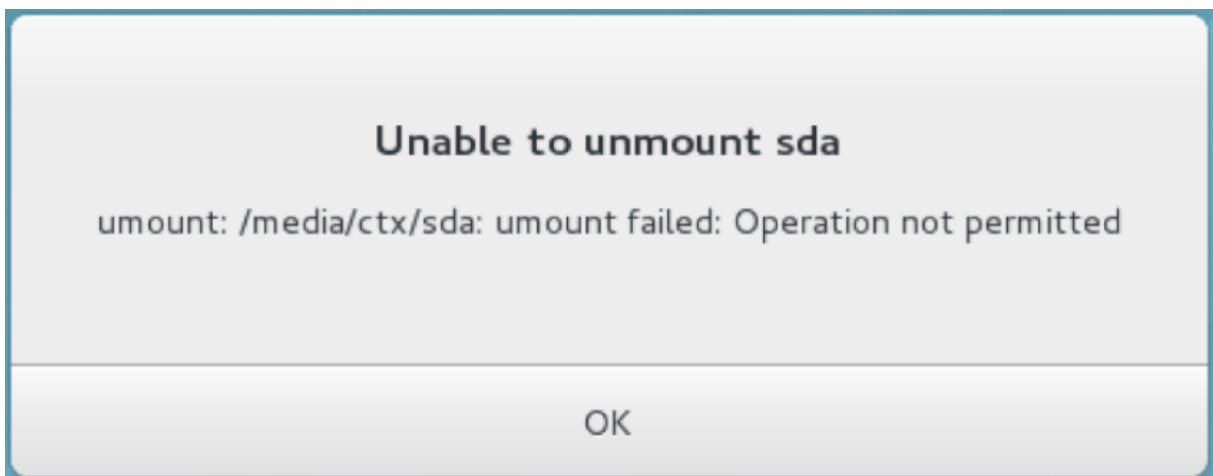 Unable to unmount sda
umount: /media/ctx/sda: umount failed: Operation not permitted
OK